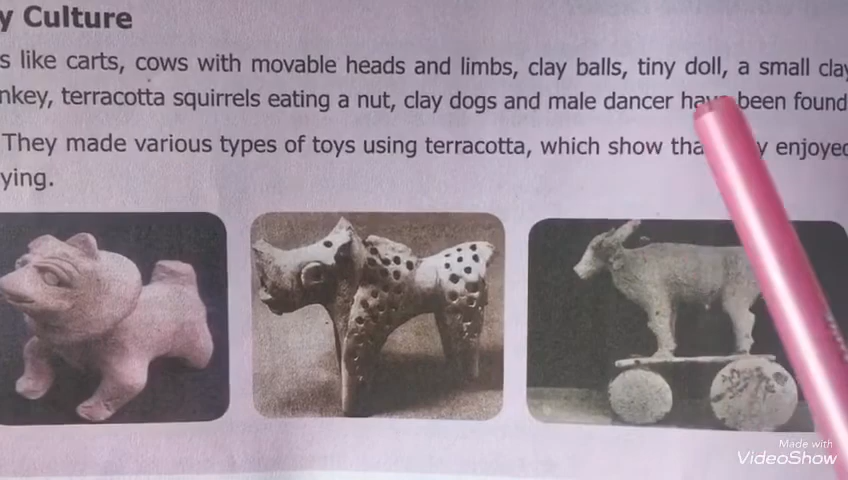 y Culture
s like carts, cows with movable heads and limbs, clay balls, tiny doll, a small clay
nkey, terracotta squirrels eating a nut, clay dogs and male dancer have been found
They made various types of toys using terracotta, which show tha y enjoyed
ying.
Made with
VideoShow